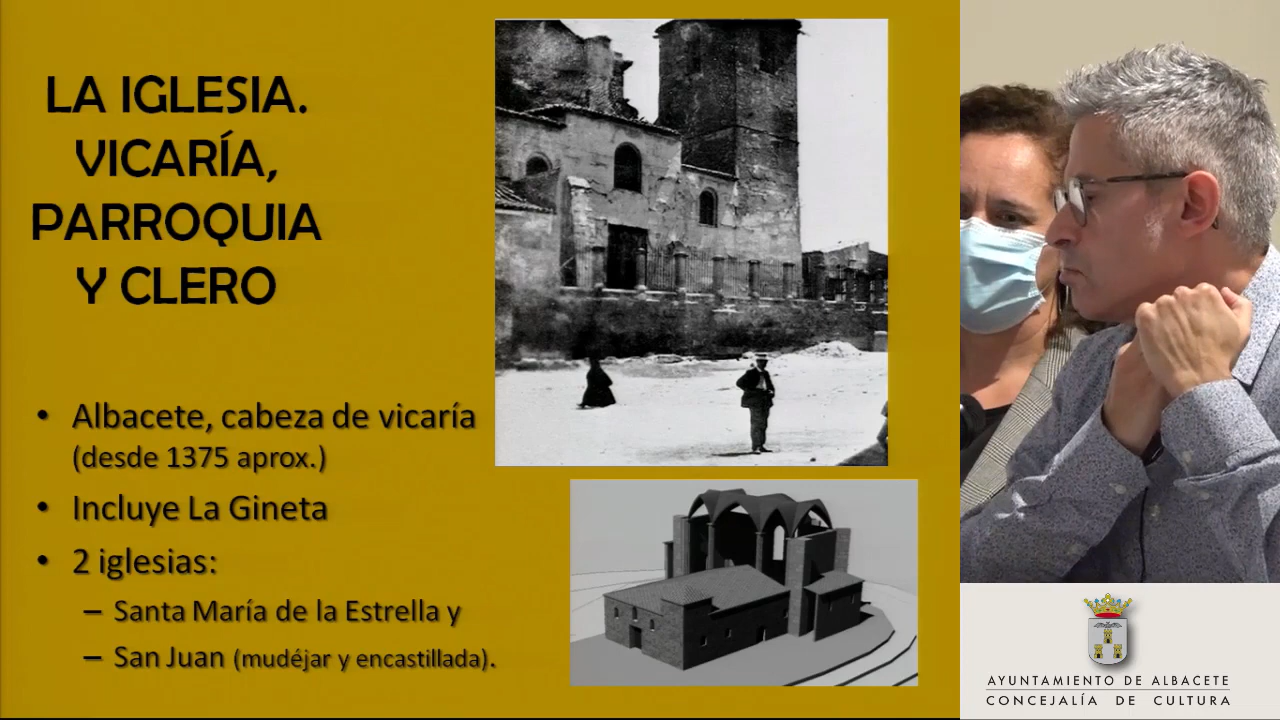 LA IGLESIA.
VICARÍA,
PARROQUIA
Y CLERO
• Albacete, cabeza de vicaría
(desde 1375 aprox.)
• Incluye La Gineta
• 2 iglesias:
– Santa María de la Estrella y
– San Juan (mudéjar y encastillada).
AYUNTAMIENTO DE ALBACETE
CONCEJALÍA DE CULTURA